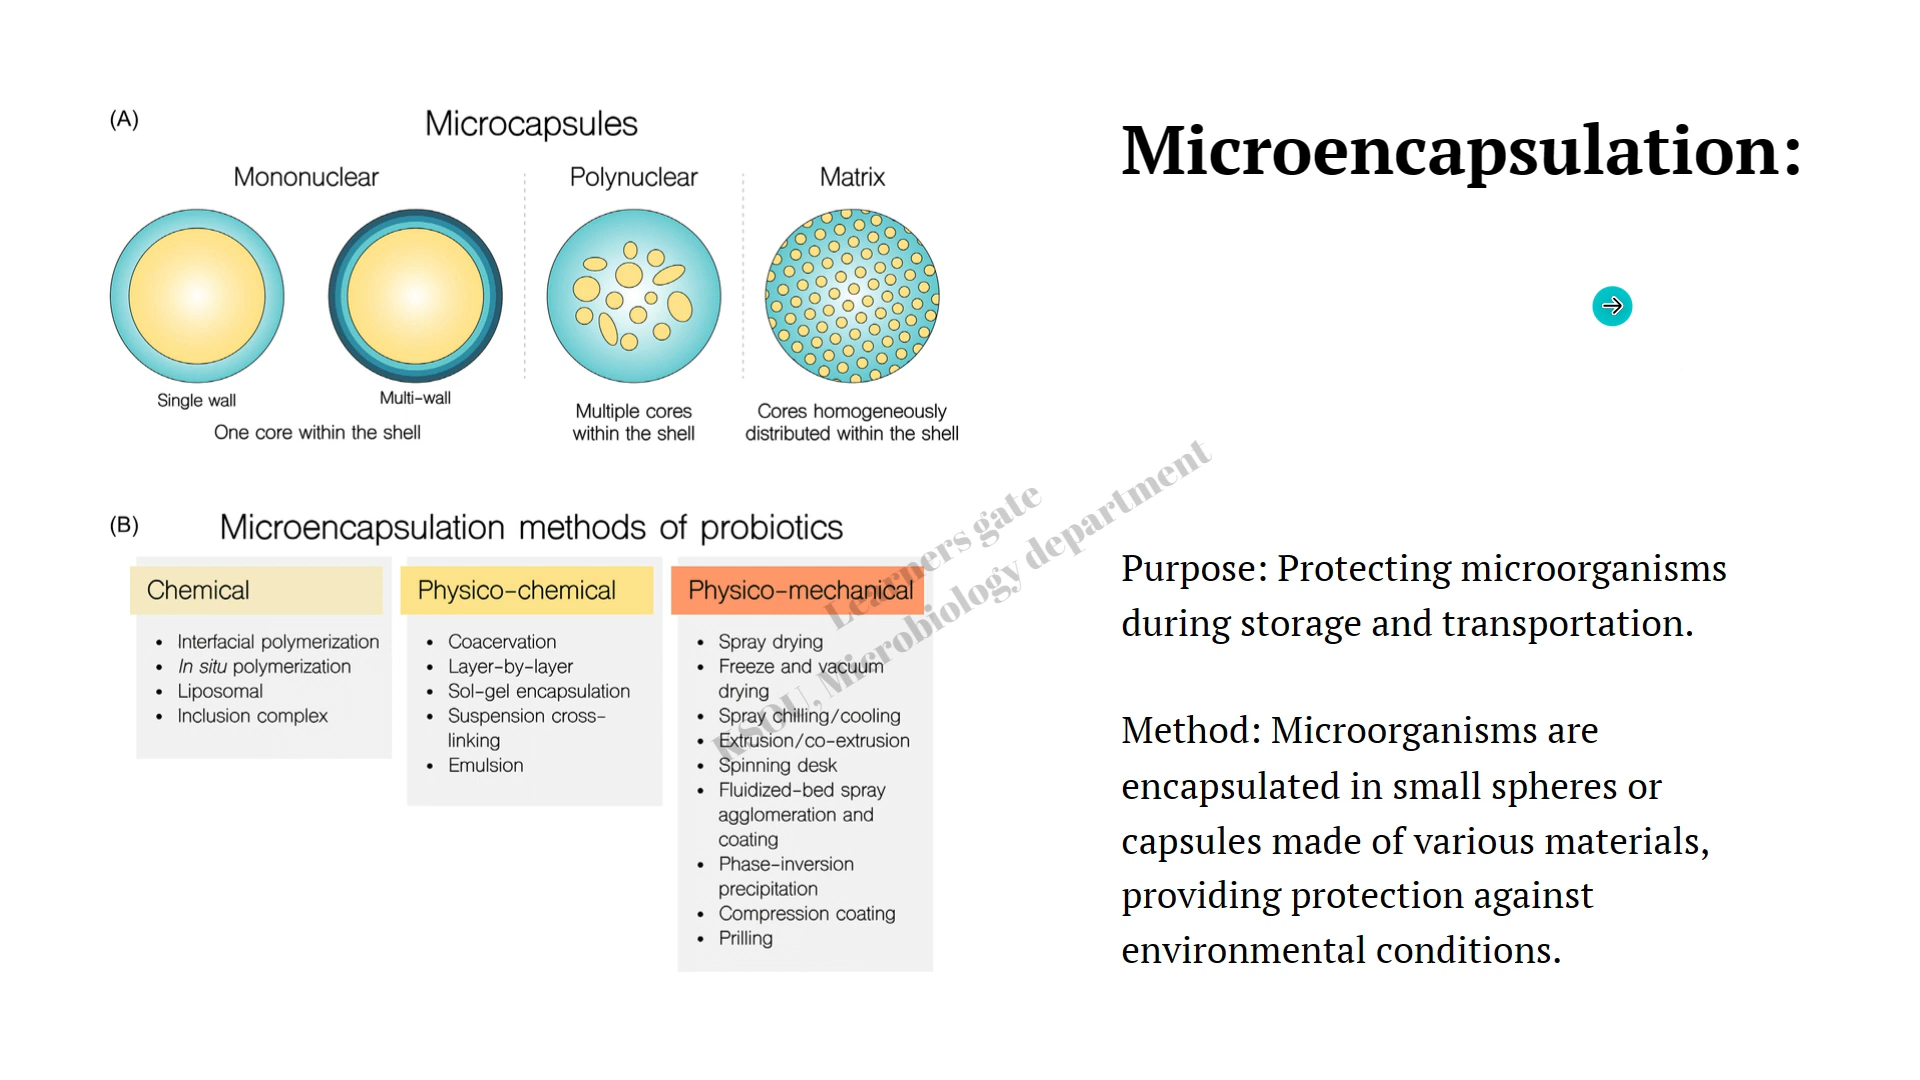 (A)
Microcapsules
Mononuclear
Polynuclear
Matrix
Single wall
Multi-wall
One core within the shell
Multiple cores
within the shell
Cores homogeneously
distributed within the shell
(B)
Microencapsulation methods of probiotics
Chemical
• Interfacial polymerization
• In situ polymerization
• Liposomal
• Inclusion complex
Physico-chemical
• Coacervation
• Layer-by-layer
• Sol-gel encapsulation
• Suspension cross-
linking
• Emulsion
Physico-mechanical
• Spray drying
• Freeze and vacuum
drying
• Spray chilling/cooling
• Extrusion/co-extrusion
• Spinning desk
• Fluidized-bed spray
agglomeration and
coating
• Phase-inversion
precipitation
• Compression coating
• Prilling
Learners gate
KSOU, Microbiology department
Microencapsulation:
Purpose: Protecting microorganisms
during storage and transportation.
Method: Microorganisms are
encapsulated in small spheres or
capsules made of various materials,
providing protection against
environmental conditions.